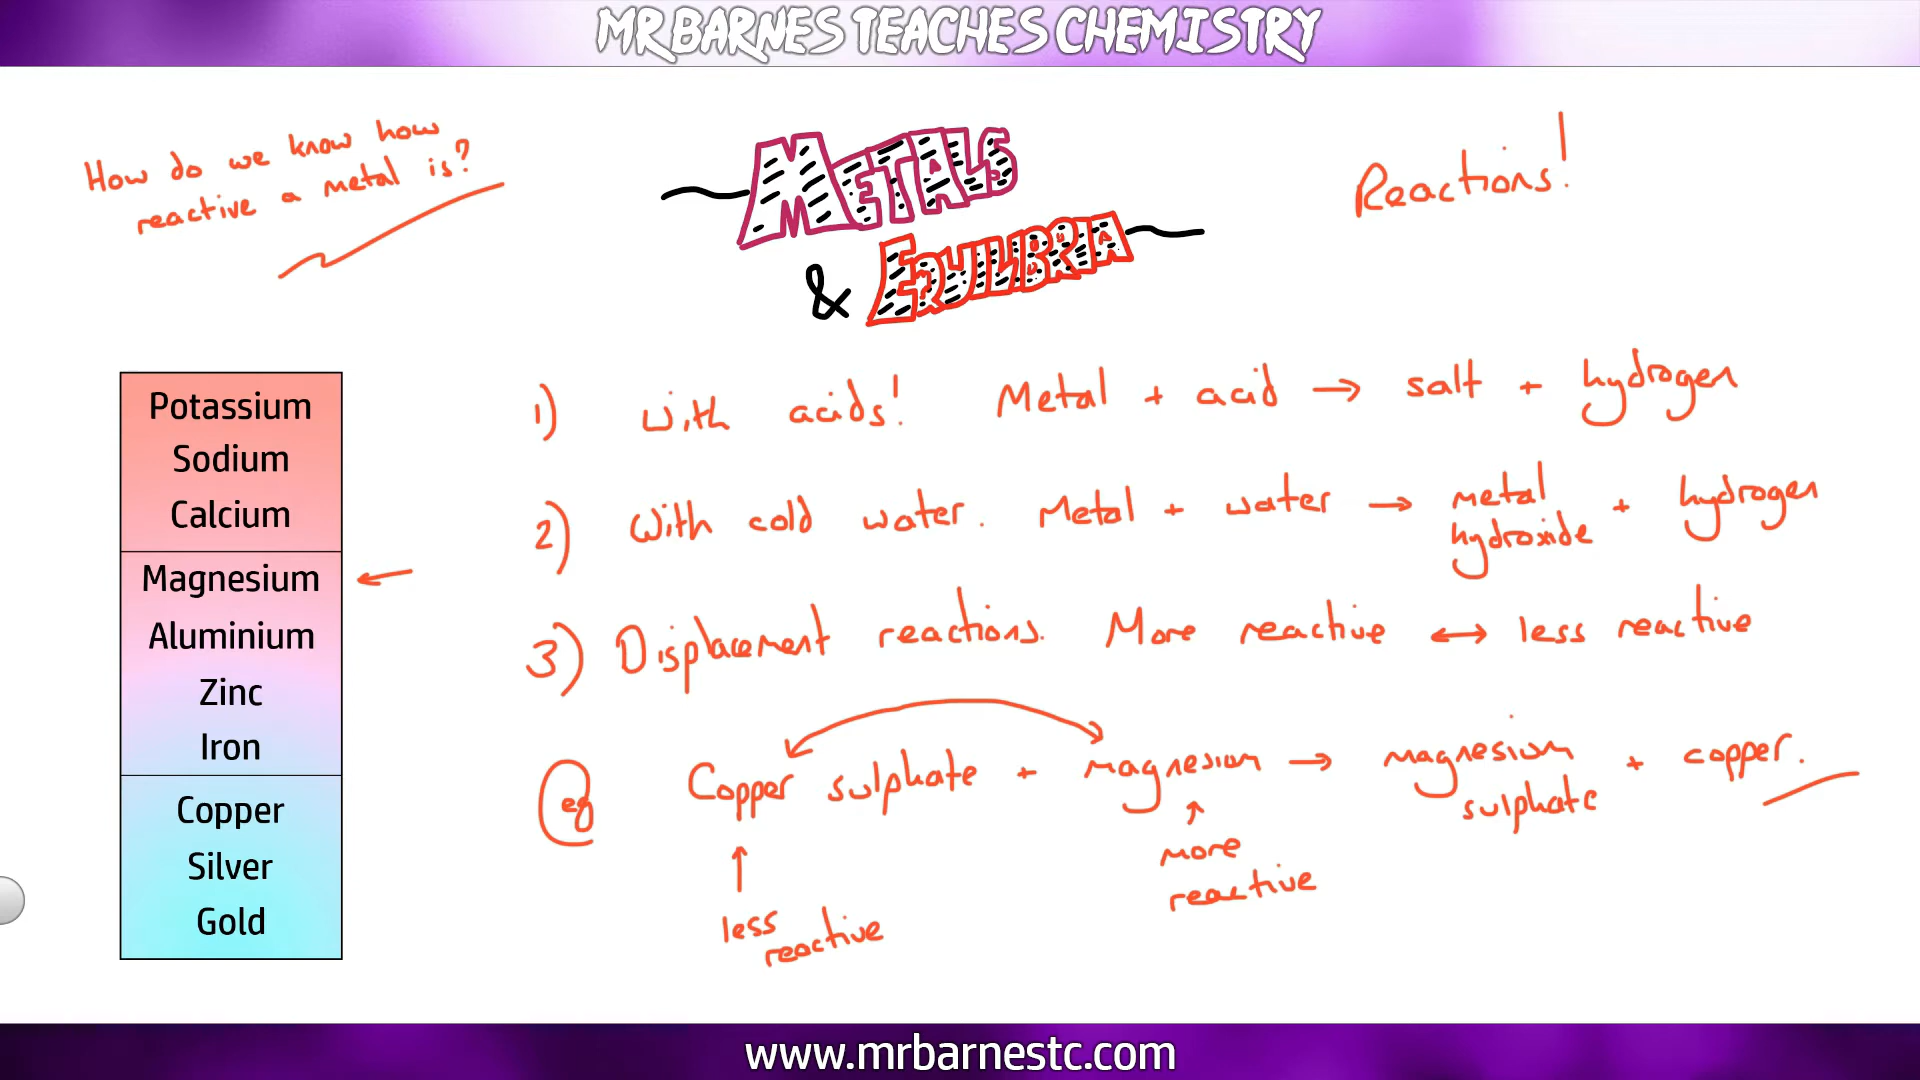 MR BARNES TEACHES CHEMISTRY
How do we know how
reactive a metal is?
METALS
& EQUILIBRIA
Reactions!
Potassium
Sodium
Calcium
Magnesium
Aluminium
Zinc
Iron
Copper
Silver
Gold
1) With acids! Metal + acid → salt + hydrogen
2) With cold water. Metal + water → metal hydroxide + hydrogen
3) Displacement reactions. More reactive ↔ less reactive
eg Copper sulphate + magnesium → magnesium sulphate + copper.
↑ less
reactive
↑ more
reactive
www.mrbarnestc.com